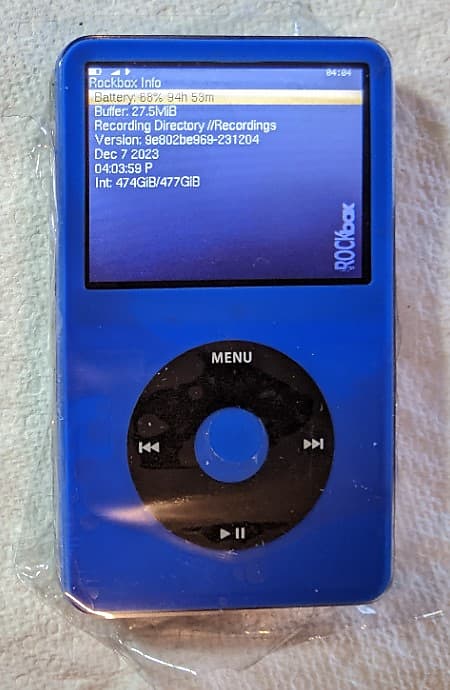 04:04
Rockbox Info
Battery: 68% 94h 53m
Buffer: 27.5MiB
Recording Directory //Recordings
Version: 9e802be969-231204
Dec 7 2023
04:03:59 P
Int: 474GiB/477GiB
ROCKbox
MENU